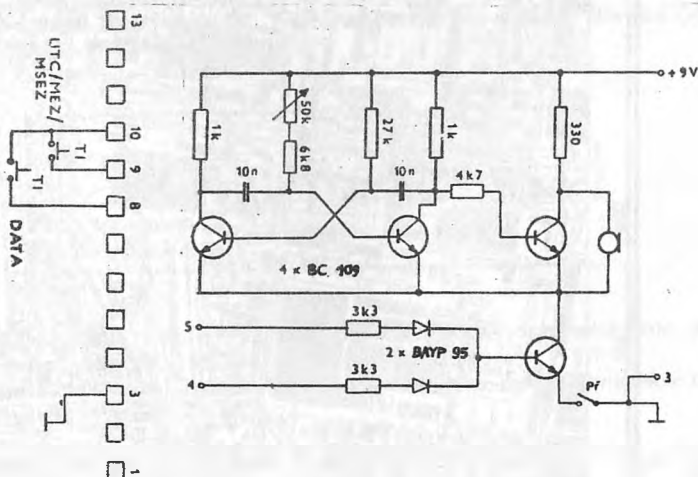 13
UTC/MEZ/
MSEZ
10
T1
9
T1
8
DATA
3
1
+9V
1k
50k
6k8
27k
1k
330
10n
10n
4k7
4 x BC 109
5
3k3
2 x BAYP 95
4
3k3
Pf
3